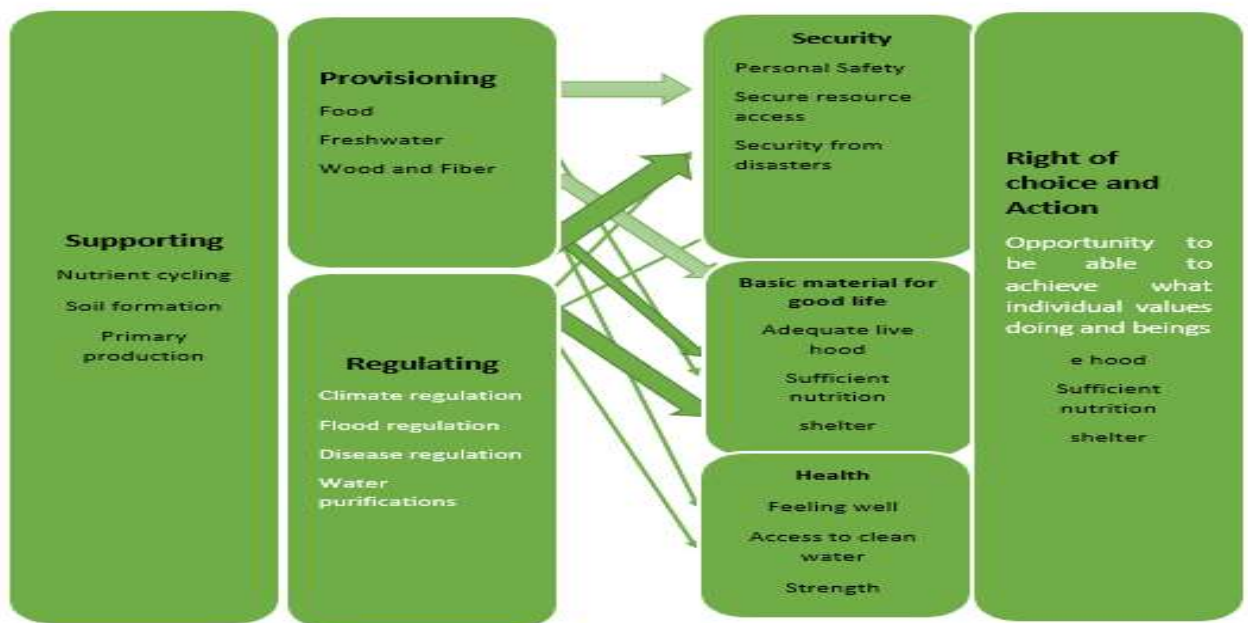 Supporting
Nutrient cycling
Soil formation
Primary
production
Provisioning
Food
Freshwater
Wood and Fiber
Regulating
Climate regulation
Flood regulation
Disease regulation
Water
purifications
Security
Personal Safety
Secure resource
access
Security from
disasters
Basic material for
good life
Adequate live
hood
Sufficient
nutrition
shelter
Health
Feeling well
Access to clean
water
Strength
Right of
choice and
Action
Opportunity to
be able to
achieve what
individual values
doing and beings
e hood
Sufficient
nutrition
shelter